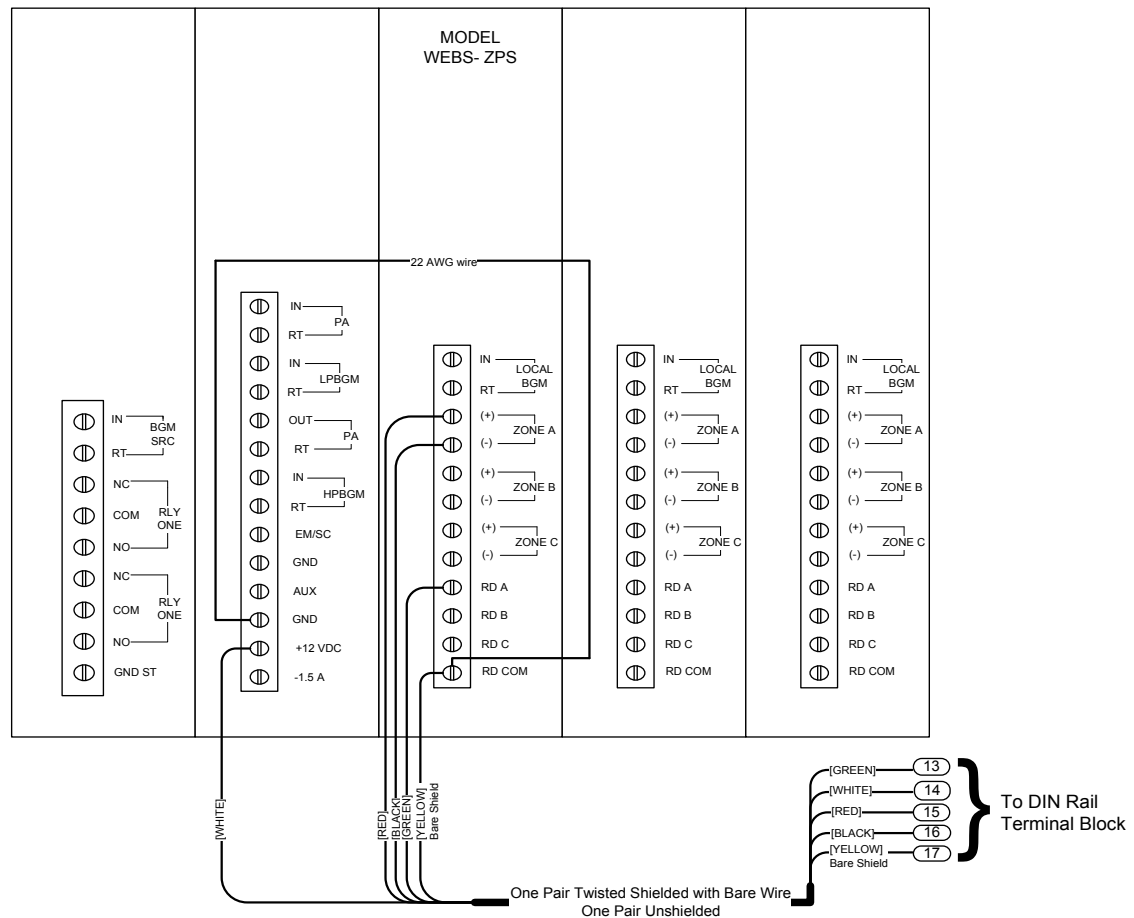 MODEL
WEBS- ZPS
22 AWG wire
IN
BGM
SRC
RT
NC
COM
RLY
ONE
NO
NC
COM
RLY
ONE
NO
GND ST
IN
PA
RT
IN
LPBGM
RT
OUT
PA
RT
IN
HPBGM
RT
EM/SC
GND
AUX
GND
+12 VDC
-1.5 A
IN
LOCAL
BGM
RT
(+)
ZONE A
(-)
(+)
ZONE B
(-)
(+)
ZONE C
(-)
RD A
RD B
RD C
RD COM
IN
LOCAL
BGM
RT
(+)
ZONE A
(-)
(+)
ZONE B
(-)
(+)
ZONE C
(-)
RD A
RD B
RD C
RD COM
IN
LOCAL
BGM
RT
(+)
ZONE A
(-)
(+)
ZONE B
(-)
(+)
ZONE C
(-)
RD A
RD B
RD C
RD COM
[WHITE]
[RED]
[BLACK]
[GREEN]
[YELLOW]
Bare Shield
[GREEN] 13
[WHITE] 14
[RED] 15
[BLACK] 16
[YELLOW] 17
Bare Shield
To DIN Rail
Terminal Block
One Pair Twisted Shielded with Bare Wire
One Pair Unshielded